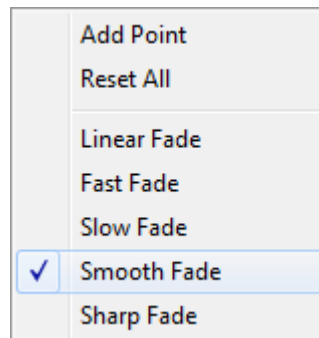 Add Point
Reset All
Linear Fade
Fast Fade
Slow Fade
Smooth Fade
Sharp Fade